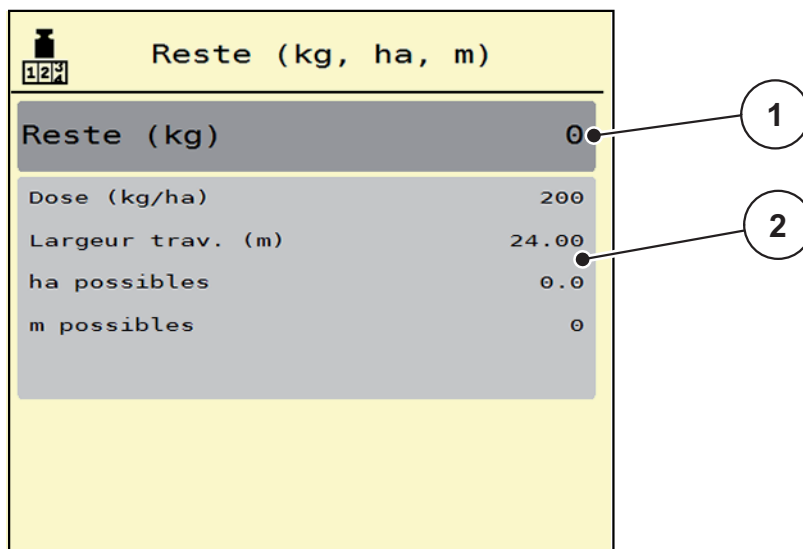 123
Reste (kg, ha, m)
Reste (kg) 0
1
Dose (kg/ha) 200
Largeur trav. (m) 24.00
2
ha possibles 0.0
m possibles 0